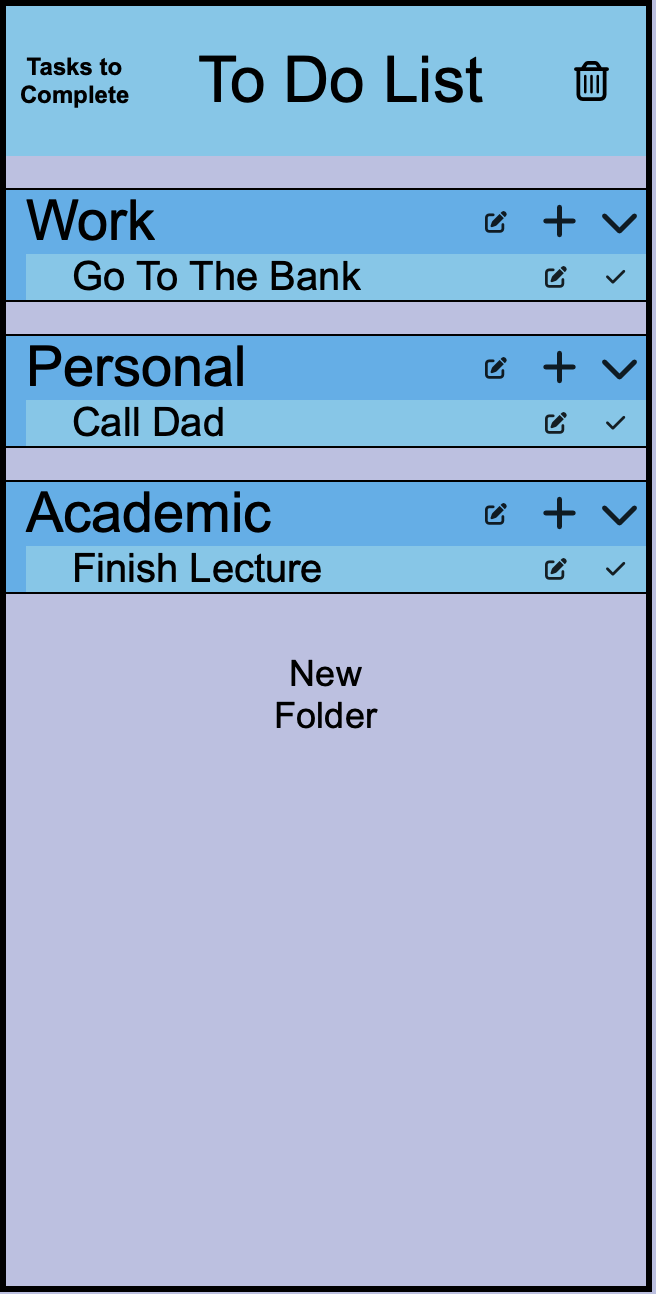 Tasks to
Complete
To Do List
Work
Go To The Bank
Personal
Call Dad
Academic
Finish Lecture
New
Folder